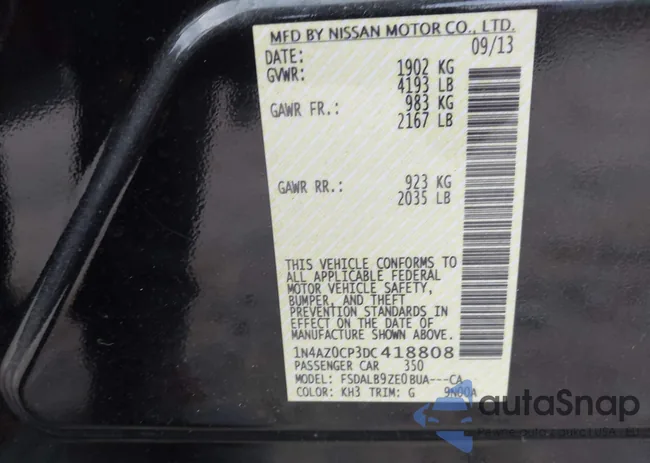 MFD BY NISSAN MOTOR CO., LTD.
DATE: 09/13
GVWR: 1902 KG
4193 LB
GAWR FR.: 983 KG
2167 LB
GAWR RR.: 923 KG
2035 LB
THIS VEHICLE CONFORMS TO
ALL APPLICABLE FEDERAL
MOTOR VEHICLE SAFETY,
BUMPER, AND THEFT
PREVENTION STANDARDS IN
EFFECT ON THE DATE OF
MANUFACTURE SHOWN ABOVE.
1N4AZ0CP3DC418808
PASSENGER CAR 350
MODEL: FSDALB9ZE0BUA---CA
COLOR: KH3 TRIM: G 9N00A
autaSnap